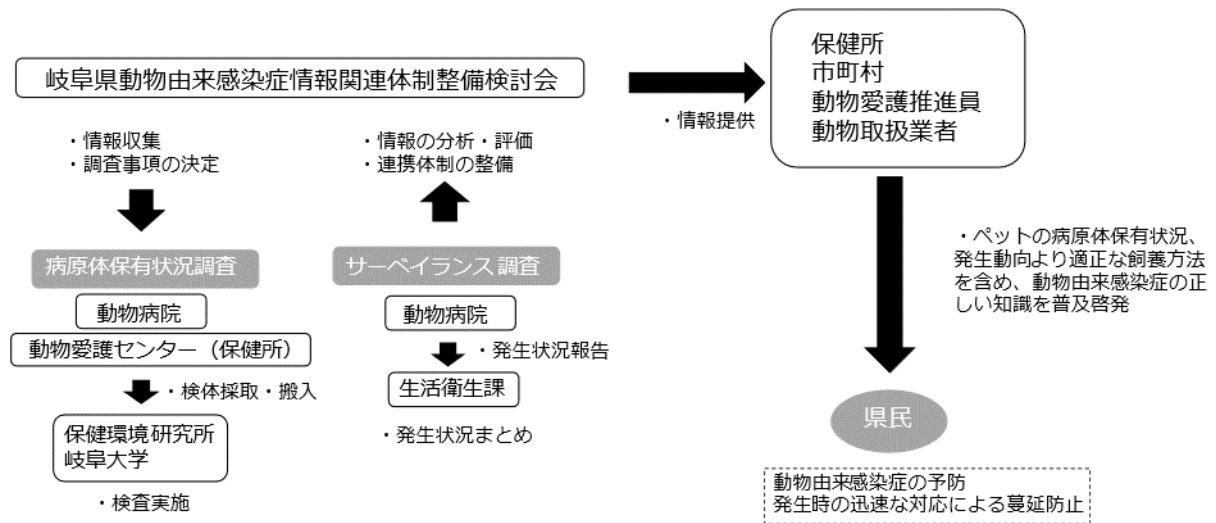 岐阜県動物由来感染症情報関連体制整備検討会
・情報収集
・調査事項の決定
・情報の分析・評価
・連携体制の整備
病原体保有状況調査
動物病院
動物愛護センター（保健所）
・検体採取・搬入
保健環境研究所
岐阜大学
・検査実施
サーベイランス調査
動物病院
・発生状況報告
生活衛生課
・発生状況まとめ
・情報提供
保健所
市町村
動物愛護推進員
動物取扱業者
・ペットの病原体保有状況、
発生動向より適正な飼養方法
を含め、動物由来感染症の正
しい知識を普及啓発
県民
動物由来感染症の予防
発生時の迅速な対応による蔓延防止